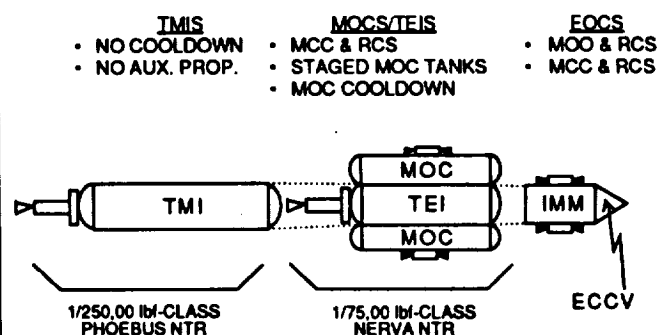 TMIS
• NO COOLDOWN
• NO AUX. PROP.
MOCS/TEIS
• MCC & RCS
• STAGED MOC TANKS
• MOC COOLDOWN
EOCS
• MOO & RCS
• MCC & RCS
TMI
MOC
TEI
MOC
IMM
1/250,00 lbf-CLASS
PHOEBUS NTR
1/75,00 lbf-CLASS
NERVA NTR
ECCV